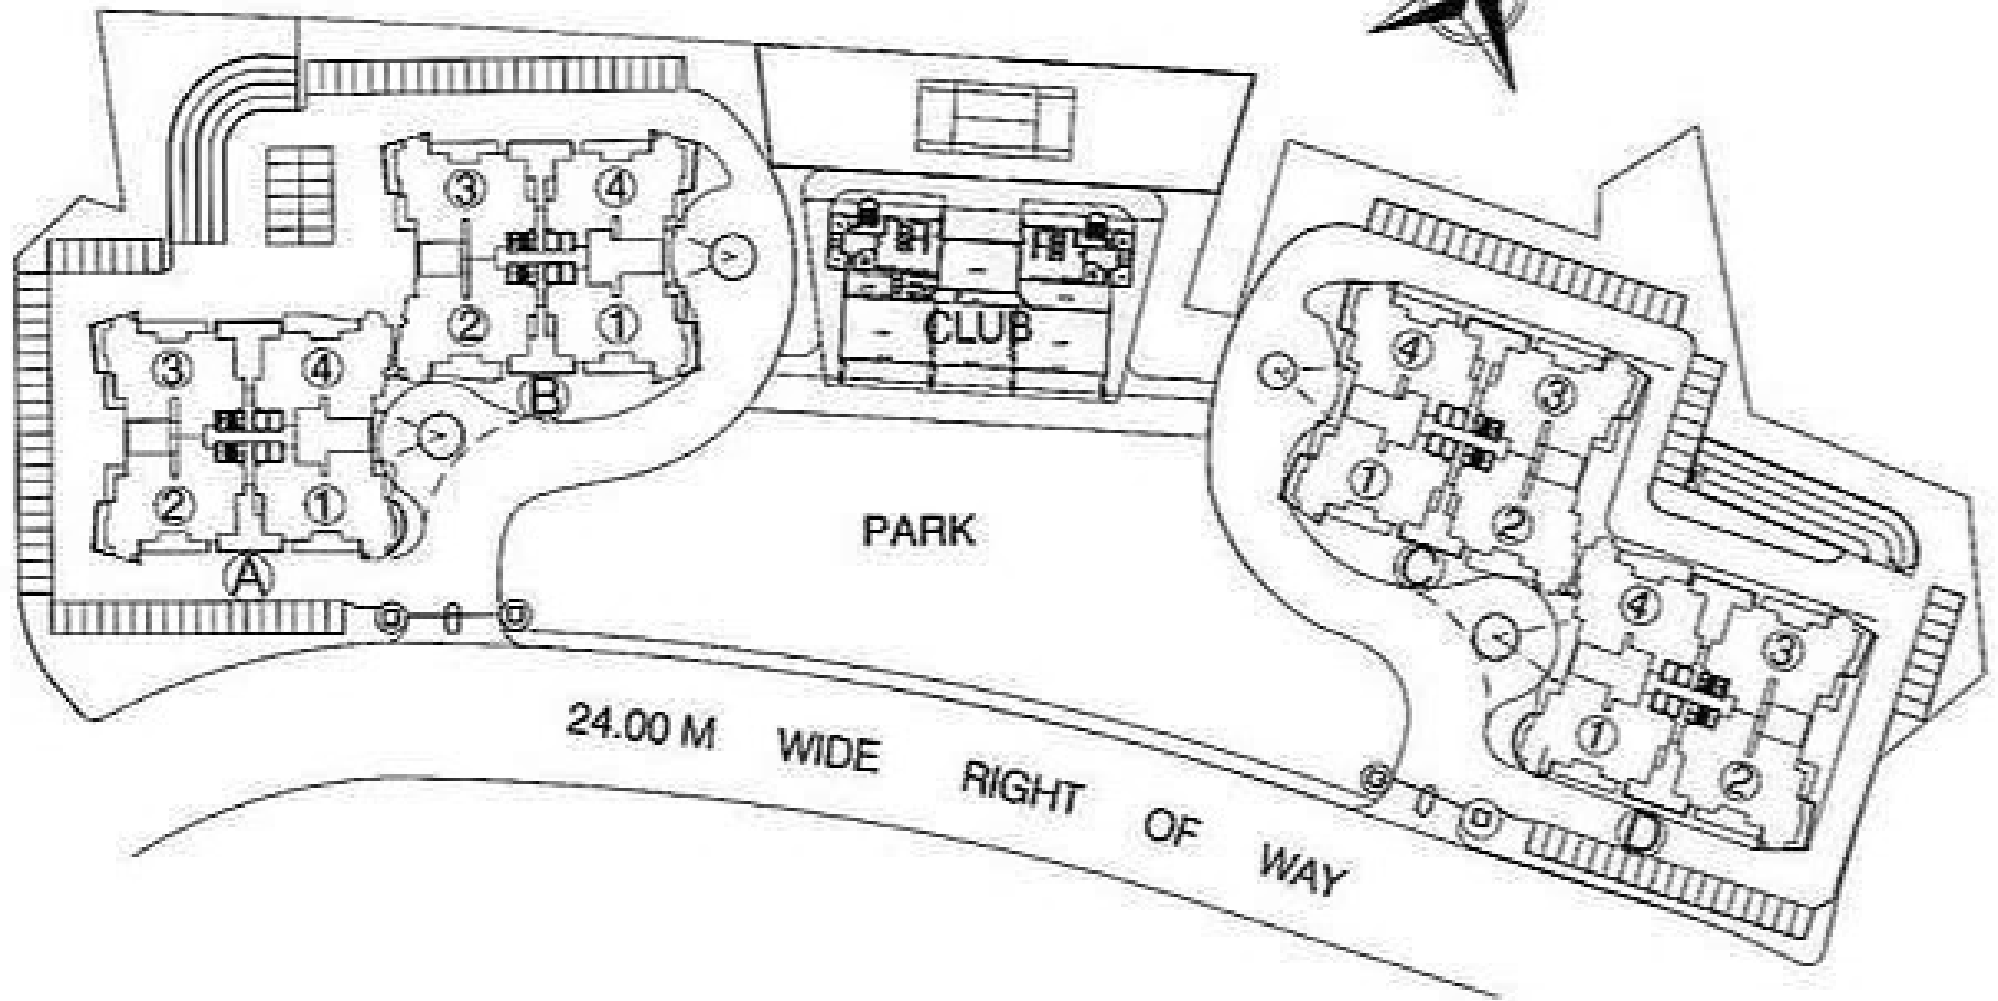 3 4
2 1
B
3 4
2 1
A
CLUB
PARK
4 3
1 2
C
4 3
1 2
D
24.00 M WIDE RIGHT OF WAY